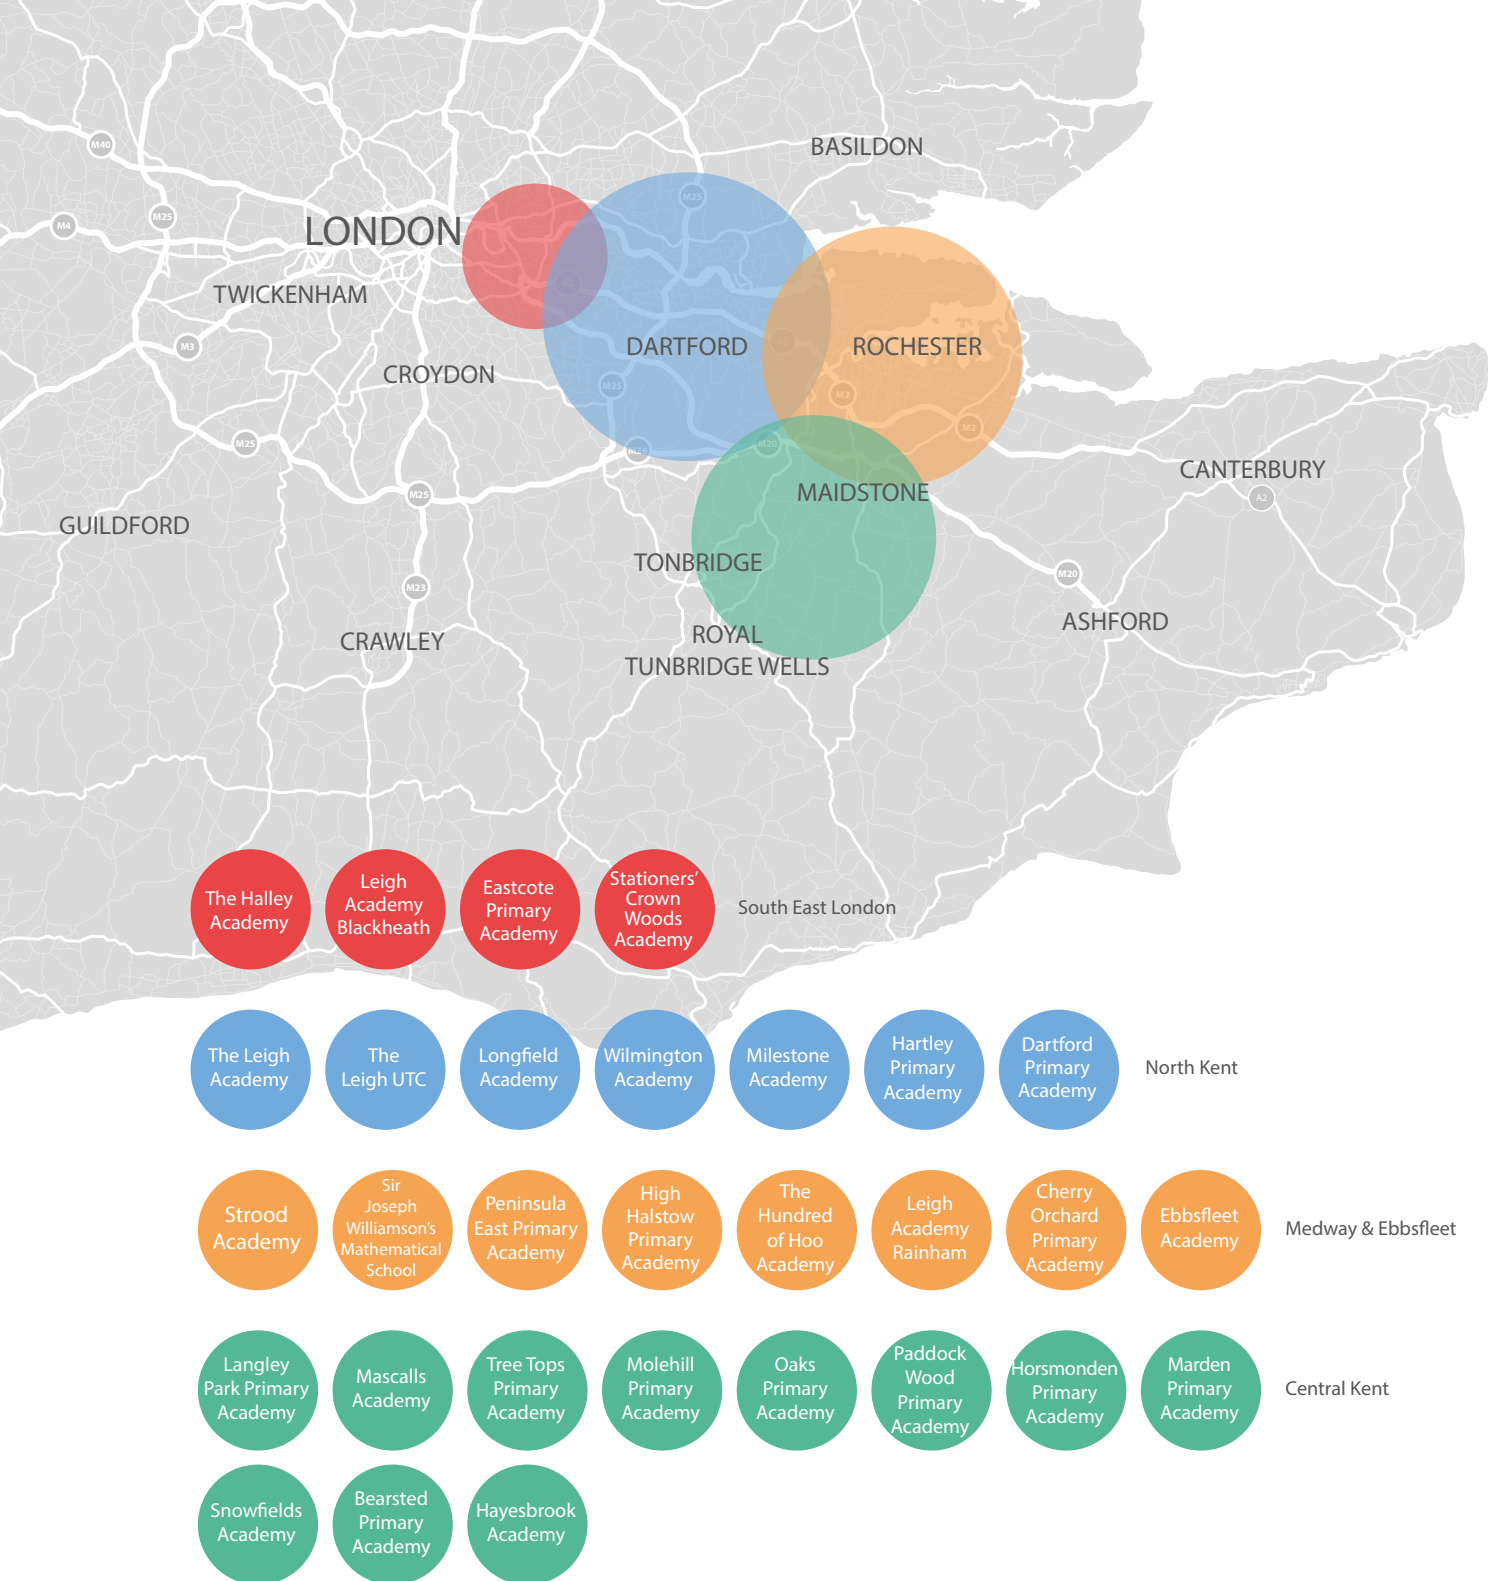 BASILDON
M40
M25
M25
M4
LONDON
A2
TWICKENHAM
M3
DARTFORD
ROCHESTER
CROYDON
M25
M2
M2
M25
M20
M26
CANTERBURY
A2
M25
MAIDSTONE
GUILDFORD
TONBRIDGE
M20
M23
ASHFORD
CRAWLEY
ROYAL
TUNBRIDGE WELLS
The Halley
Academy
Leigh
Academy
Blackheath
Eastcote
Primary
Academy
Stationers’
Crown
Woods
Academy
South East London
The Leigh
Academy
The
Leigh UTC
Longfield
Academy
Wilmington
Academy
Milestone
Academy
Hartley
Primary
Academy
Dartford
Primary
Academy
North Kent
Strood
Academy
Sir
Joseph
Williamson’s
Mathematical
School
Peninsula
East Primary
Academy
High
Halstow
Primary
Academy
The
Hundred
of Hoo
Academy
Leigh
Academy
Rainham
Cherry
Orchard
Primary
Academy
Ebbsfleet
Academy
Medway & Ebbsfleet
Langley
Park Primary
Academy
Mascalls
Academy
Tree Tops
Primary
Academy
Molehill
Primary
Academy
Oaks
Primary
Academy
Paddock
Wood
Primary
Academy
Horsmonden
Primary
Academy
Marden
Primary
Academy
Central Kent
Snowfields
Academy
Bearsted
Primary
Academy
Hayesbrook
Academy